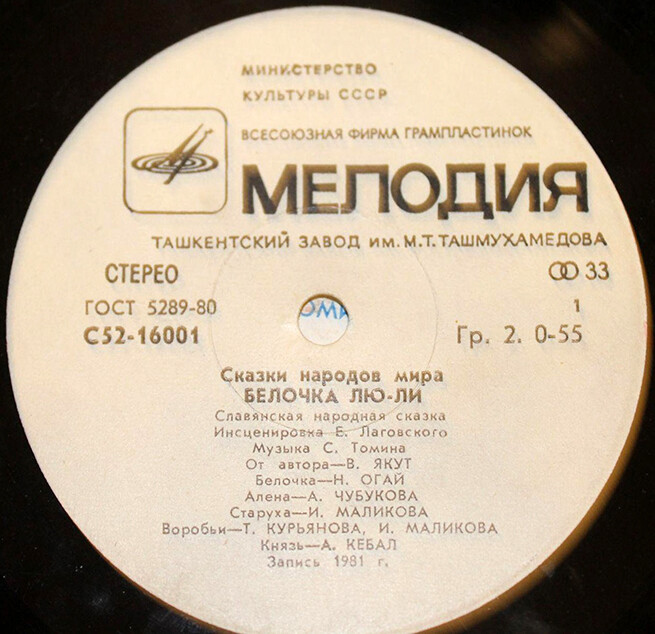 МИНИСТЕРСТВО
КУЛЬТУРЫ СССР
ВСЕСОЮЗНАЯ ФИРМА ГРАМПЛАСТИНОК
МЕЛОДИЯ
ТАШКЕНТСКИЙ ЗАВОД ИМ. М.Т. ТАШМУХАМЕДОВА
СТЕРЕО
33
ГОСТ 5289-80
1
С52-16001
Гр. 2. 0-55
Сказки народов мира
БЕЛОЧКА ЛЮ-ЛИ
Славянская народная сказка
Инсценировка Е. Лаговского
Музыка С. Томина
От автора—В. ЯКУТ
Белочка—Н. ОГАЙ
Алена—А. ЧУБУКОВА
Старуха—И. МАЛИКОВА
Воробьи—Т. КУРЬЯНОВА, И. МАЛИКОВА
Князь—А. КЕБАЛ
Запись 1981 г.